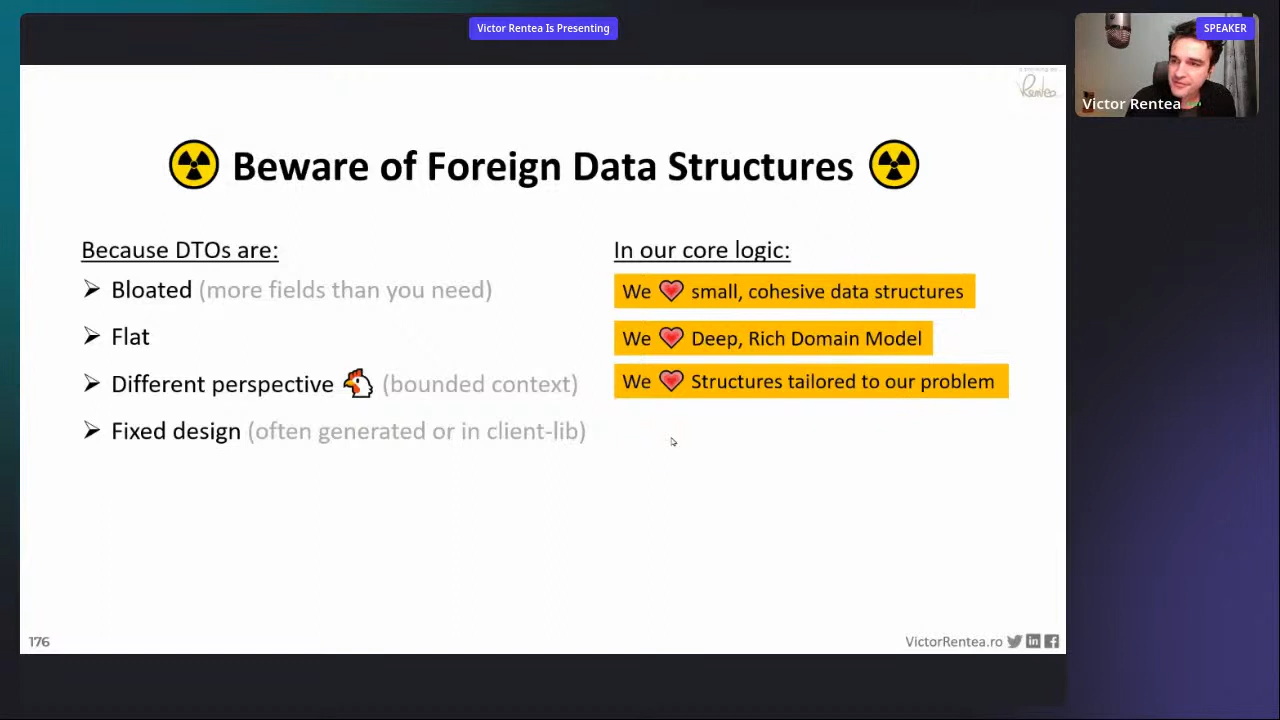 Victor Rentea Is Presenting
SPEAKER
Victor Rentea
Rentea
Beware of Foreign Data Structures
Because DTOs are:
Bloated (more fields than you need)
Flat
Different perspective (bounded context)
Fixed design (often generated or in client-lib)
In our core logic:
We ❤ small, cohesive data structures
We ❤ Deep, Rich Domain Model
We ❤ Structures tailored to our problem
176
VictorRentea.ro